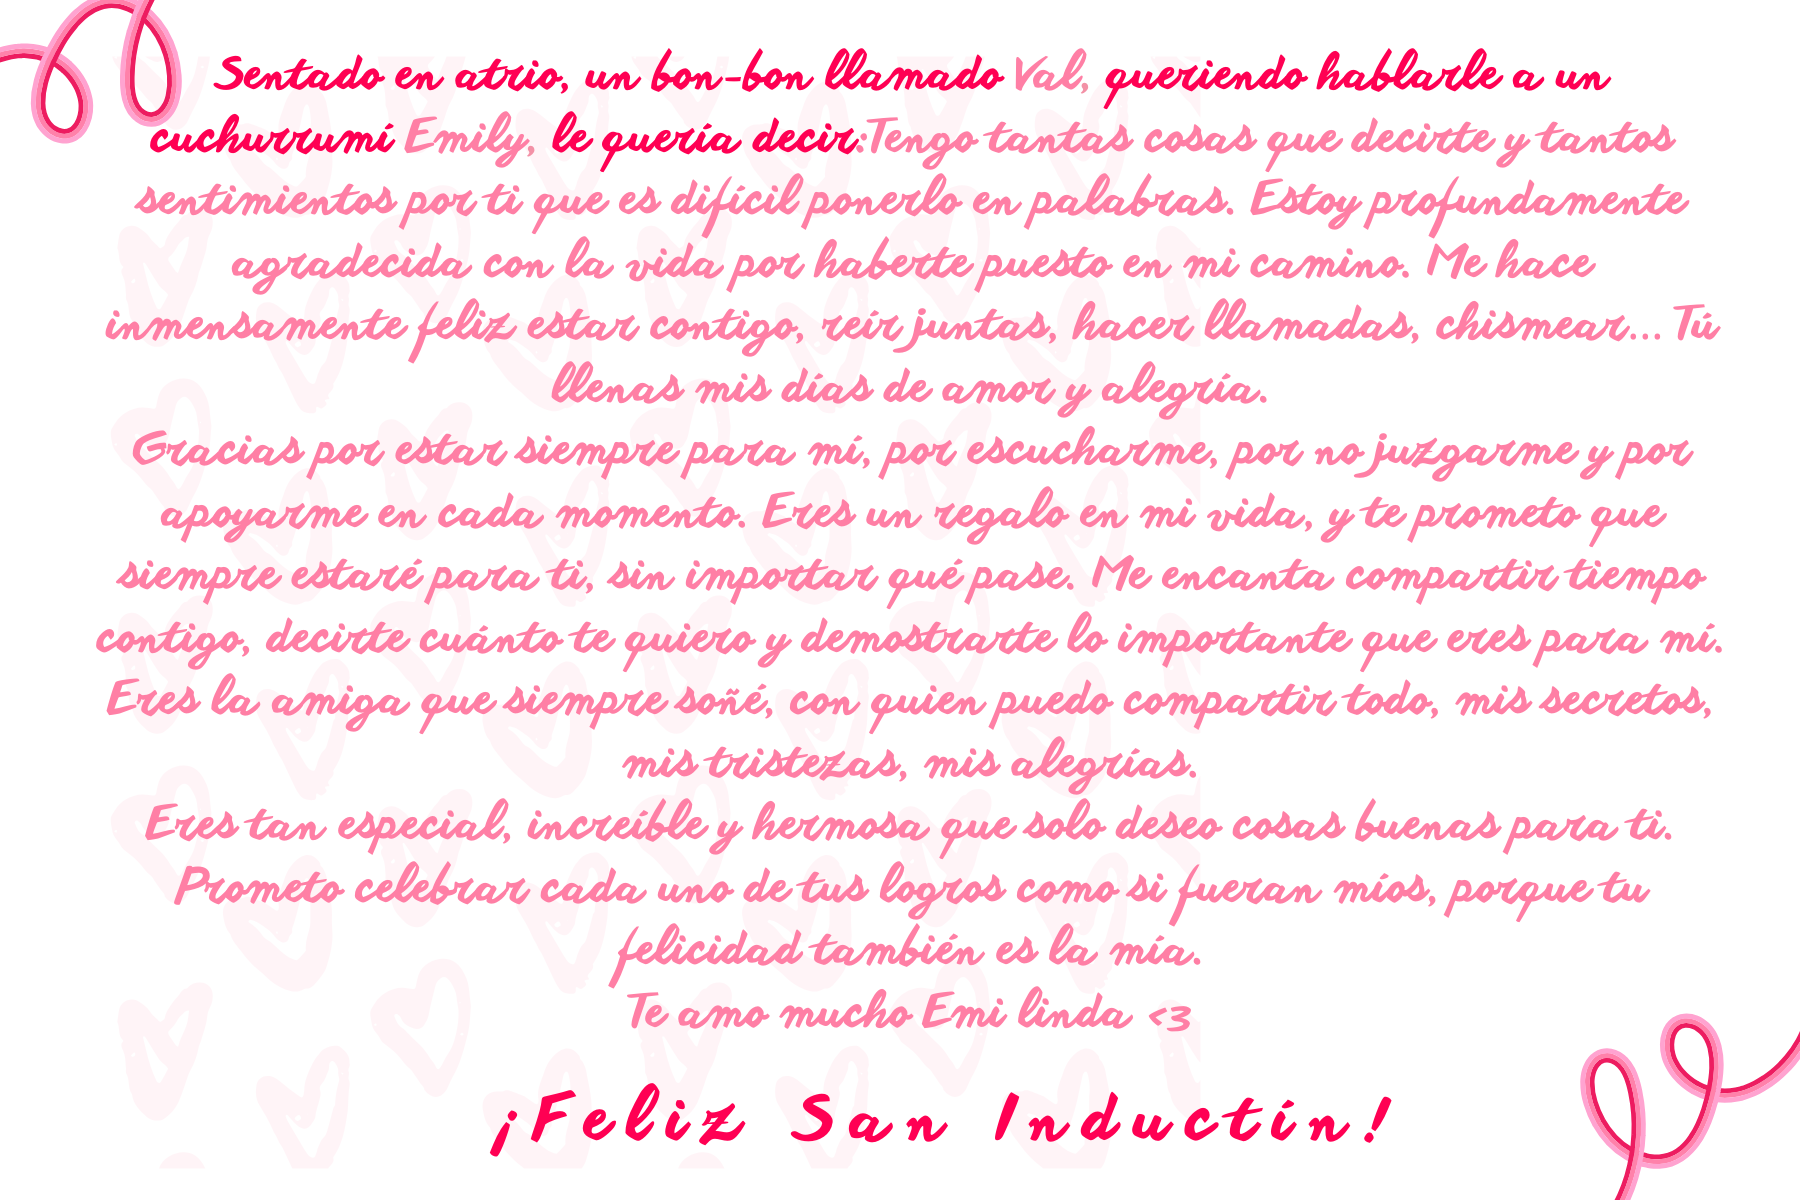 Sentado en atrio, un bon-bon llamado Val, queriendo hablarle a un
cuchurrumí Emily, le quería decir:Tengo tantas cosas que decirte y tantos
sentimientos por ti que es difícil ponerlo en palabras. Estoy profundamente
agradecida con la vida por haberte puesto en mi camino. Me hace
inmensamente feliz estar contigo, reír juntas, hacer llamadas, chismear... Tú
llenas mis días de amor y alegría.
Gracias por estar siempre para mí, por escucharme, por no juzgarme y por
apoyarme en cada momento. Eres un regalo en mi vida, y te prometo que
siempre estaré para ti, sin importar qué pase. Me encanta compartir tiempo
contigo, decirte cuánto te quiero y demostrarte lo importante que eres para mí.
Eres la amiga que siempre soñé, con quien puedo compartir todo, mis secretos,
mis tristezas, mis alegrías.
Eres tan especial, increíble y hermosa que solo deseo cosas buenas para ti.
Prometo celebrar cada uno de tus logros como si fueran míos, porque tu
felicidad también es la mía.
Te amo mucho Emi linda <3
¡Feliz San Inductín!